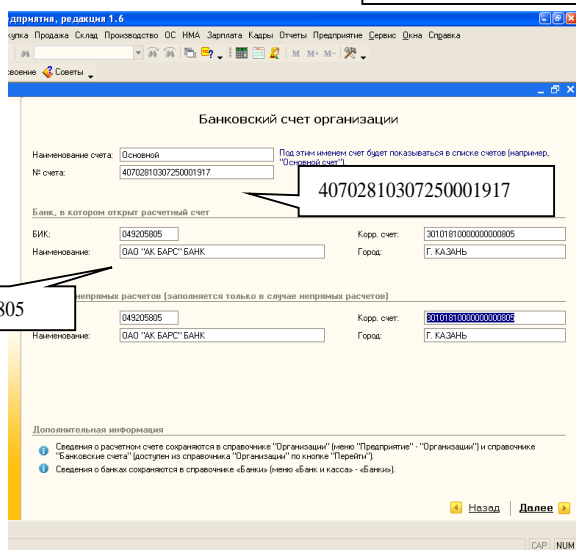 едприятия, редакция 1.6
купка Продажа Склад Производство ОС НМА Зарплата Кадры Отчеты Предприятие Сервис Окна Справка
M M+ M-
своение Советы
Банковский счет организации
Наименование счета: Основной
Под этим именем счет будет показываться в списке счетов (например, "Основной счет").
№ счета: 40702810307250001917
40702810307250001917
Банк, в котором открыт расчетный счет
БИК: 049205805 Корр. счет: 30101810000000000805
Наименование: ОАО "АК БАРС" БАНК Город: Г. КАЗАНЬ
805
непрямых расчетов (заполняется только в случае непрямых расчетов)
049205805 Корр. счет: 30101810000000000805
Наименование: ОАО "АК БАРС" БАНК Город: Г. КАЗАНЬ
Дополнительная информация
Сведения о расчетном счете сохраняются в справочнике "Организации" (меню "Предприятие" - "Организации") и справочнике
"Банковские счета" (доступен из справочника "Организации" по кнопке "Перейти").
Сведения о банках сохраняются в справочнике «Банки» (меню «Банк и касса» - «Банки»).
Назад Далее
CAP NUM